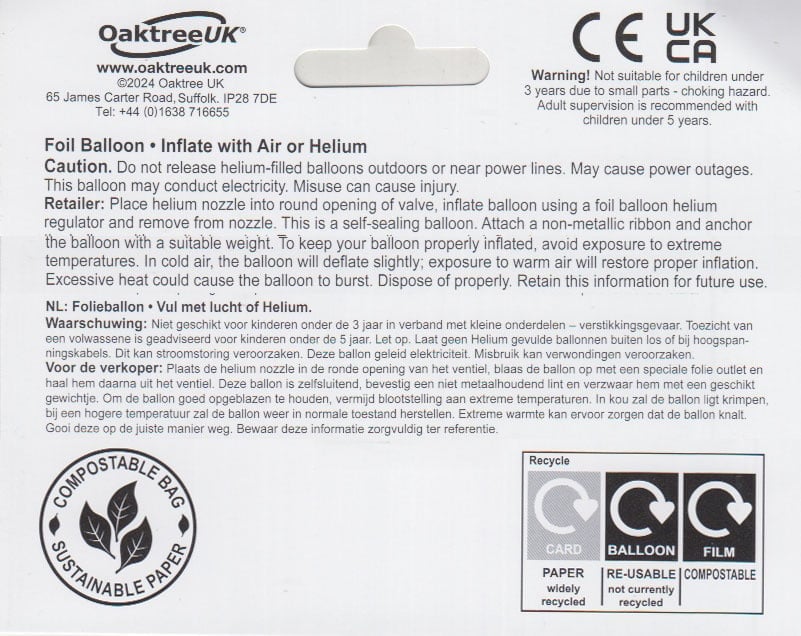 OaktreeUK®
www.oaktreeuk.com
©2024 Oaktree UK
65 James Carter Road, Suffolk. IP28 7DE
Tel: +44 (0)1638 716655
CE UK CA
Warning! Not suitable for children under
3 years due to small parts - choking hazard.
Adult supervision is recommended with
children under 5 years.
Foil Balloon • Inflate with Air or Helium
Caution. Do not release helium-filled balloons outdoors or near power lines. May cause power outages.
This balloon may conduct electricity. Misuse can cause injury.
Retailer: Place helium nozzle into round opening of valve, inflate balloon using a foil balloon helium
regulator and remove from nozzle. This is a self-sealing balloon. Attach a non-metallic ribbon and anchor
the balloon with a suitable weight. To keep your balloon properly inflated, avoid exposure to extreme
temperatures. In cold air, the balloon will deflate slightly; exposure to warm air will restore proper inflation.
Excessive heat could cause the balloon to burst. Dispose of properly. Retain this information for future use.
NL: Folieballon • Vul met lucht of Helium.
Waarschuwing: Niet geschikt voor kinderen onder de 3 jaar in verband met kleine onderdelen – verstikkingsgevaar. Toezicht van
een volwassene is geadviseerd voor kinderen onder de 5 jaar. Let op. Laat geen Helium gevulde ballonnen buiten los of bij hoogspan-
ningskabels. Dit kan stroomstoring veroorzaken. Deze ballon geleid elektriciteit. Misbruik kan verwondingen veroorzaken.
Voor de verkoper: Plaats de helium nozzle in de ronde opening van het ventiel, blaas de ballon op met een speciale folie outlet en
haal hem daarna uit het ventiel. Deze ballon is zelfsluitend, bevestig een niet metaalhoudend lint en verzwaar hem met een geschikt
gewichtje. Om de ballon goed opgeblazen te houden, vermijd blootstelling aan extreme temperaturen. In kou zal de ballon ligt krimpen,
bij een hogere temperatuur zal de ballon weer in normale toestand herstellen. Extreme warmte kan ervoor zorgen dat de ballon knalt.
Gooi deze op de juiste manier weg. Bewaar deze informatie zorgvuldig ter referentie.
COMPOSTABLE BAG
SUSTAINABLE PAPER
Recycle
CARD BALLOON FILM
PAPER RE-USABLE COMPOSTABLE
widely not currently
recycled recycled